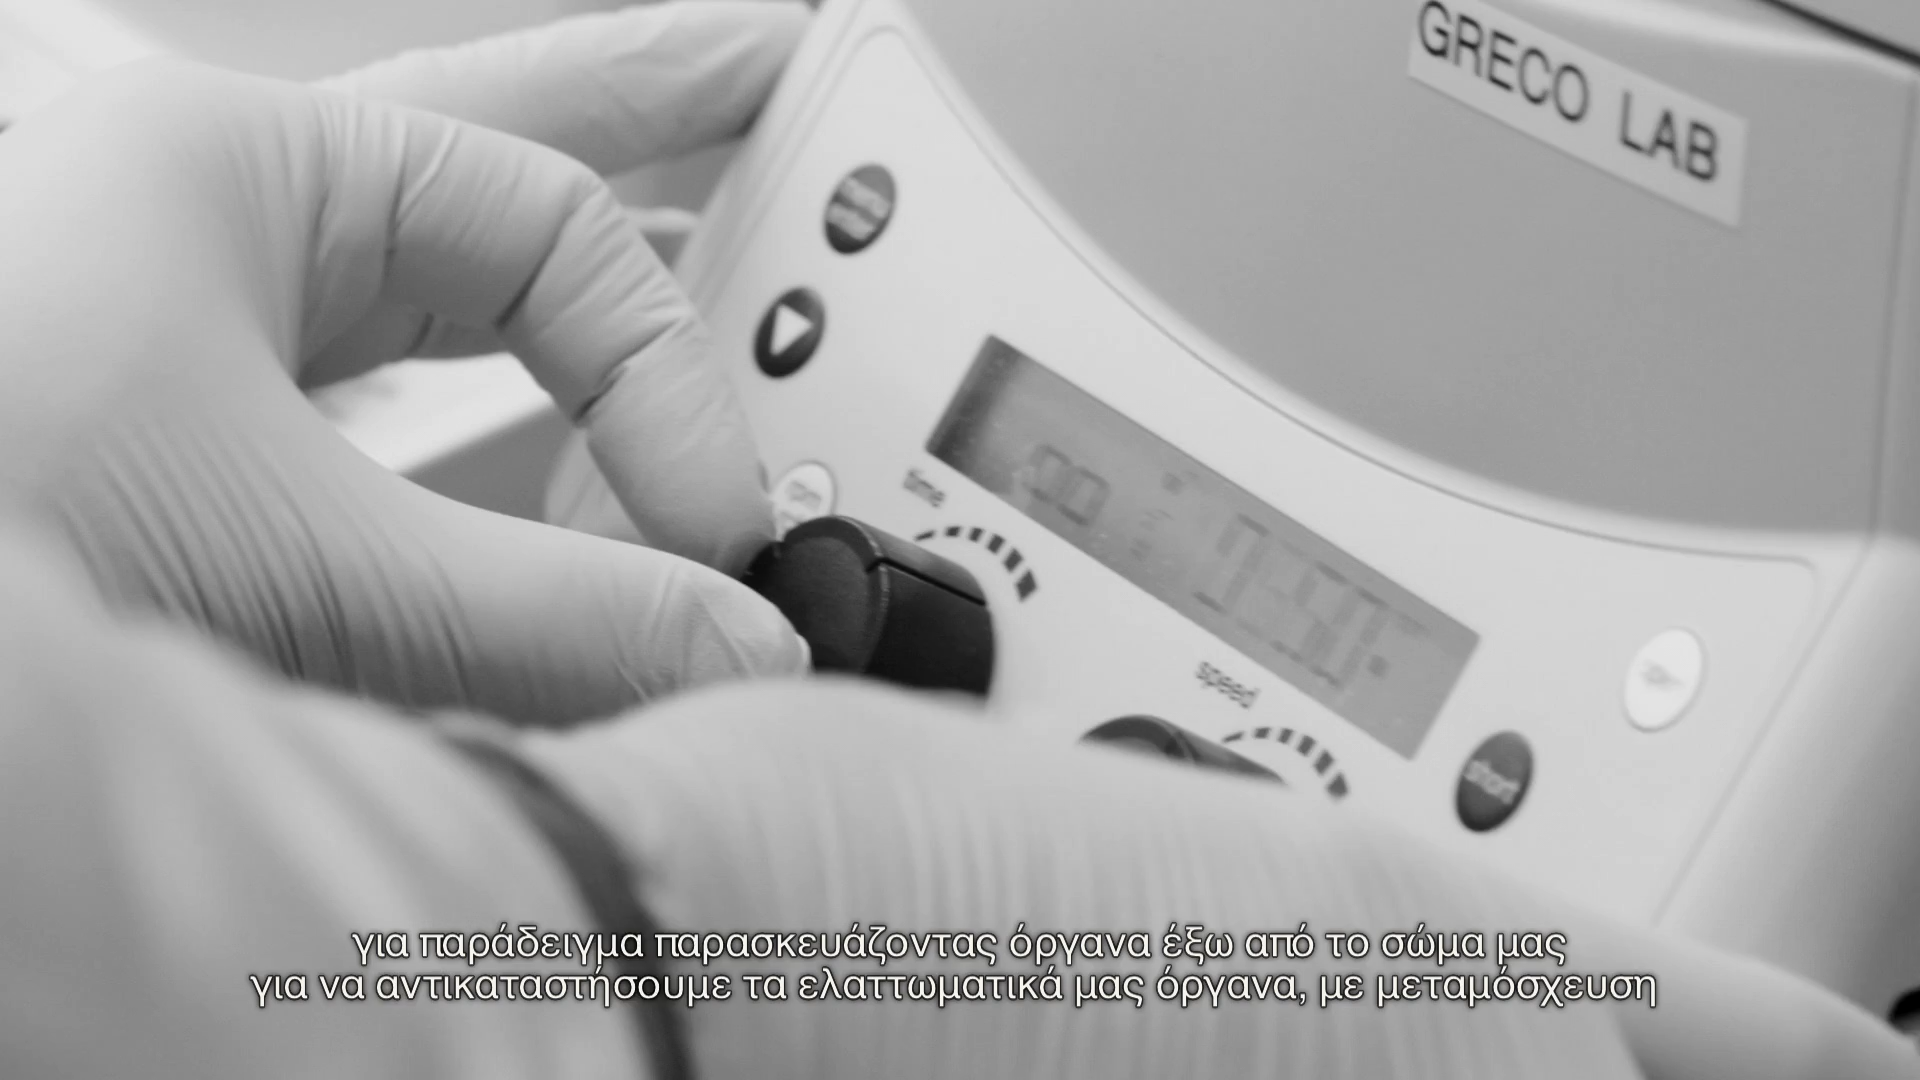 GRECO LAB
time
speed
short
για παράδειγμα παρασκευάζοντας όργανα έξω από το σώμα μας
για να αντικαταστήσουμε τα ελαττωματικά μας όργανα, με μεταμόσχευση